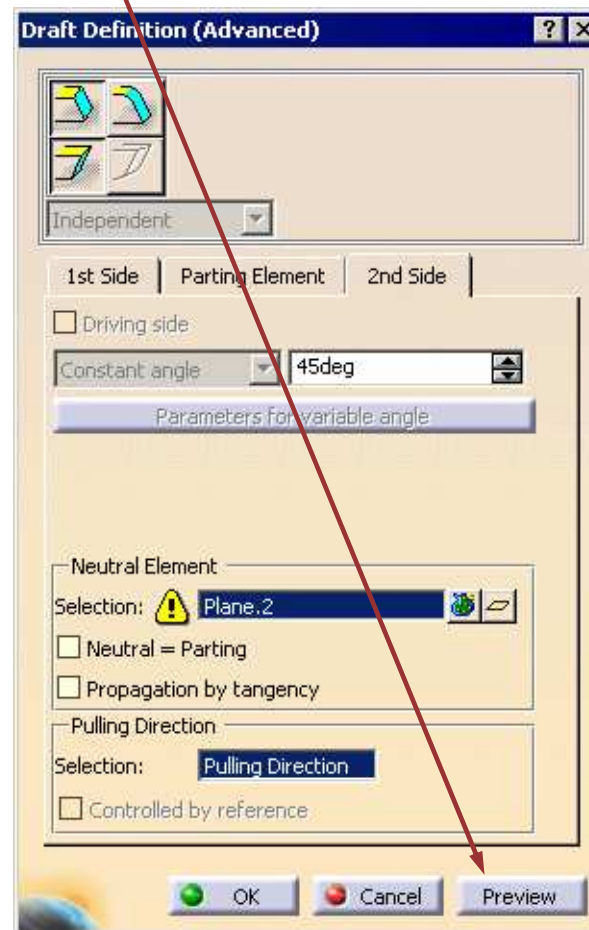 Draft Definition (Advanced)
Independent
1st Side Parting Element 2nd Side
Driving side
Constant angle 45deg
Parameters for variable angle
Neutral Element
Selection: Plane.2
Neutral = Parting
Propagation by tangency
Pulling Direction
Selection: Pulling Direction
Controlled by reference
OK Cancel Preview